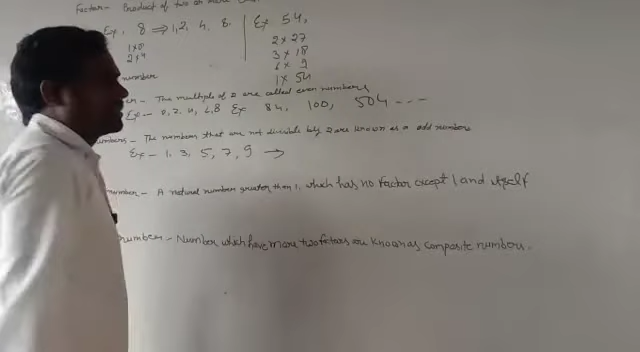 Factor - Product of two or more
Ex, 8 ⇒ 1, 2, 4, 8.
1×8
2×4
Ex 54,
2×27
3×18
6×9
1×54
number
er - The multiple of 2 are called even numbers
Ex - 0, 2, 4, 6, 8 Ex 84, 100, 504 ---
umbers - The numbers that are not divisible by 2 are known as a odd numbers
Ex - 1, 3, 5, 7, 9 →
number - A natural number greater than 1, which has no factor except 1 and itself
number - Number which have more two factors are known as composite numbers.